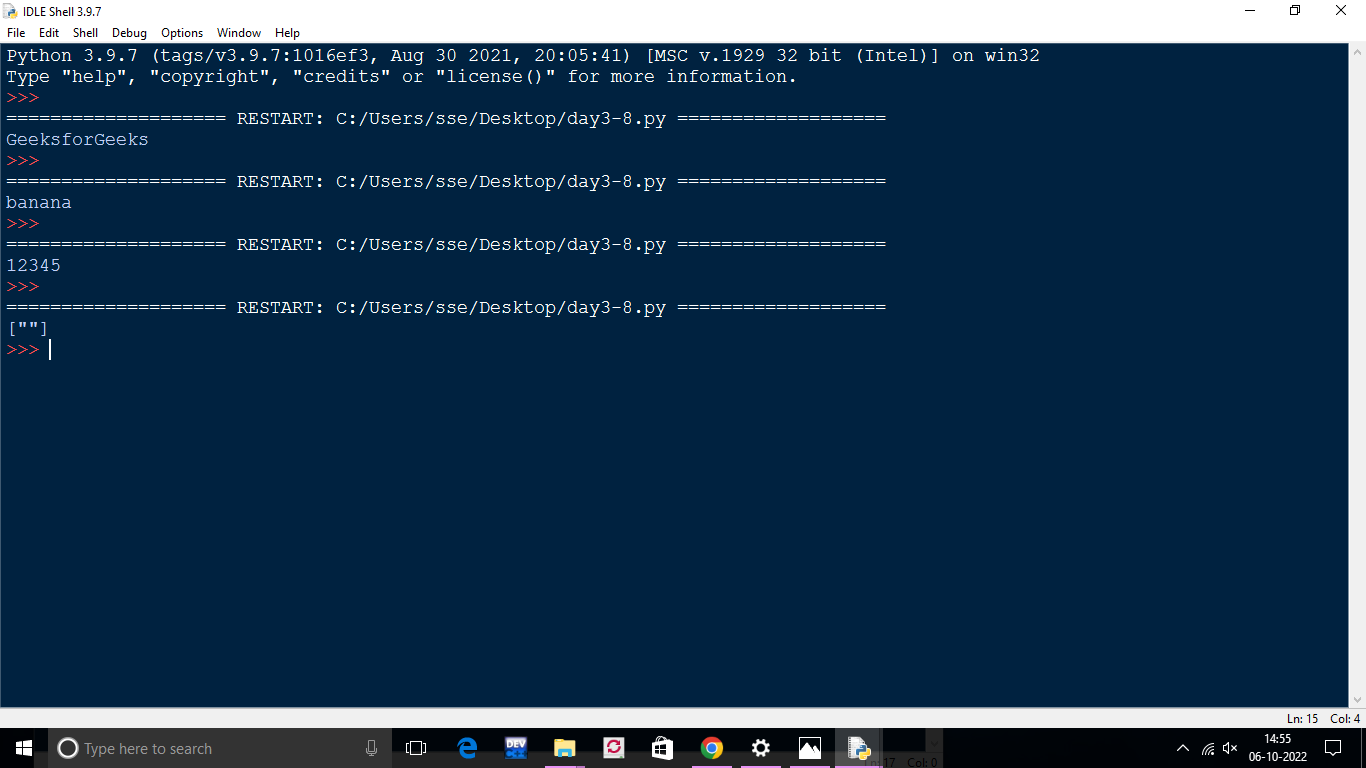 IDLE Shell 3.9.7
File Edit Shell Debug Options Window Help
Python 3.9.7 (tags/v3.9.7:1016ef3, Aug 30 2021, 20:05:41) [MSC v.1929 32 bit (Intel)] on win32
Type "help", "copyright", "credits" or "license()" for more information.
>>>
==================== RESTART: C:/Users/sse/Desktop/day3-8.py ===================
GeeksforGeeks
>>>
==================== RESTART: C:/Users/sse/Desktop/day3-8.py ===================
banana
>>>
==================== RESTART: C:/Users/sse/Desktop/day3-8.py ===================
12345
>>>
==================== RESTART: C:/Users/sse/Desktop/day3-8.py ===================
[""]
>>>
Ln: 15 Col: 4
Type here to search
DEV
Ln: 17 Col: 0
14:55
06-10-2022